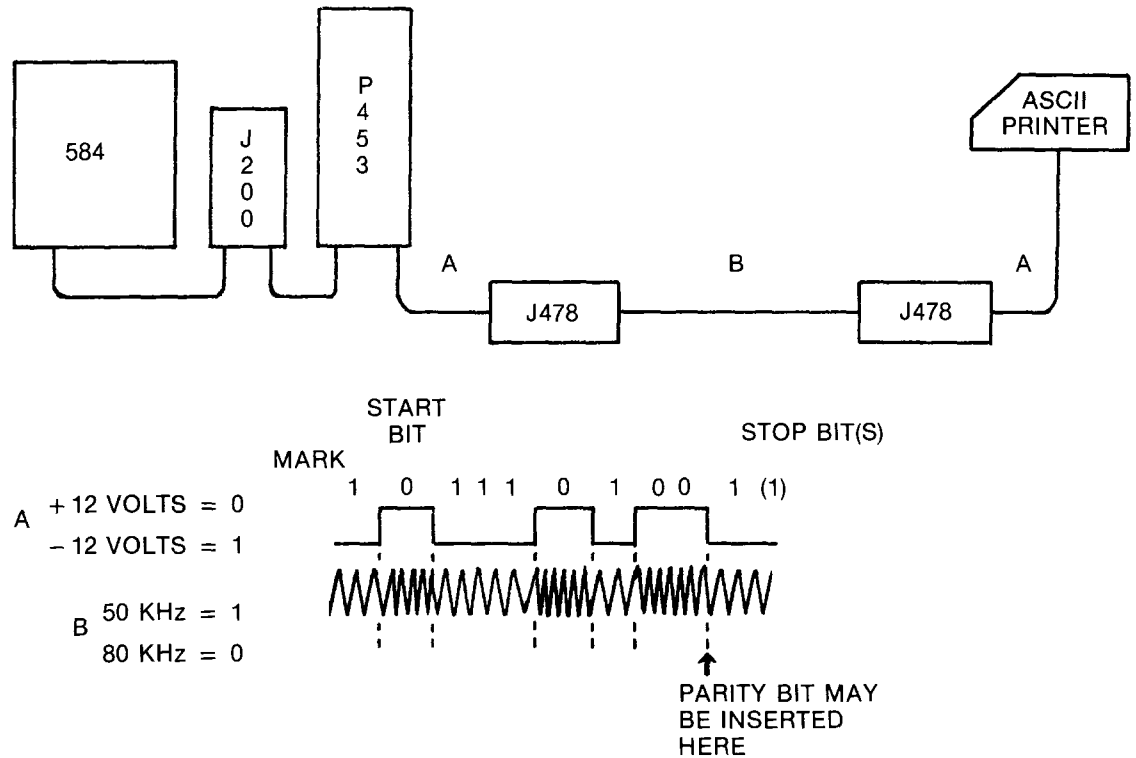 584
J
2
0
0
P
4
5
3
ASCII
PRINTER
A
B
A
J478
J478
START
BIT
STOP BIT(S)
MARK
1 0 1 1 1 0 1 0 0 1 (1)
A
+12 VOLTS = 0
−12 VOLTS = 1
B
50 KHz = 1
80 KHz = 0
PARITY BIT MAY
BE INSERTED
HERE